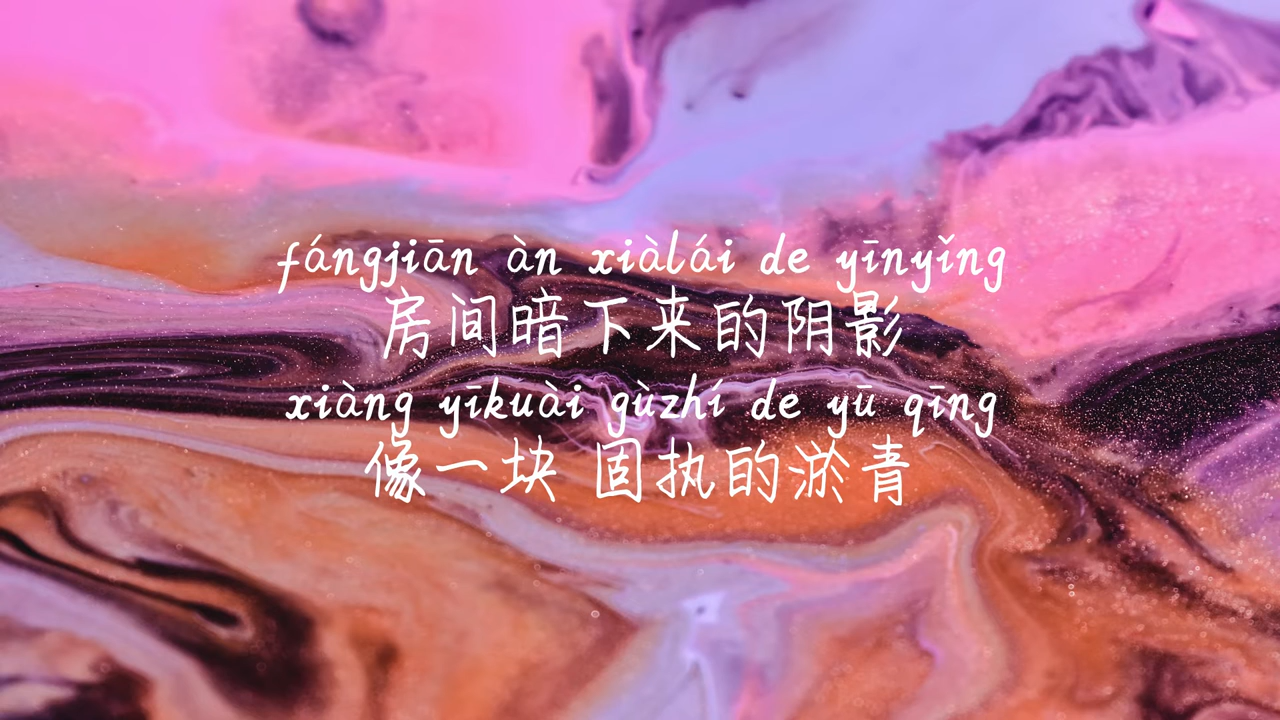 fángjiān àn xiàlái de yīnyǐng
房间暗下来的阴影
xiàng yīkuài gùzhí de yū qīng
像一块 固执的淤青